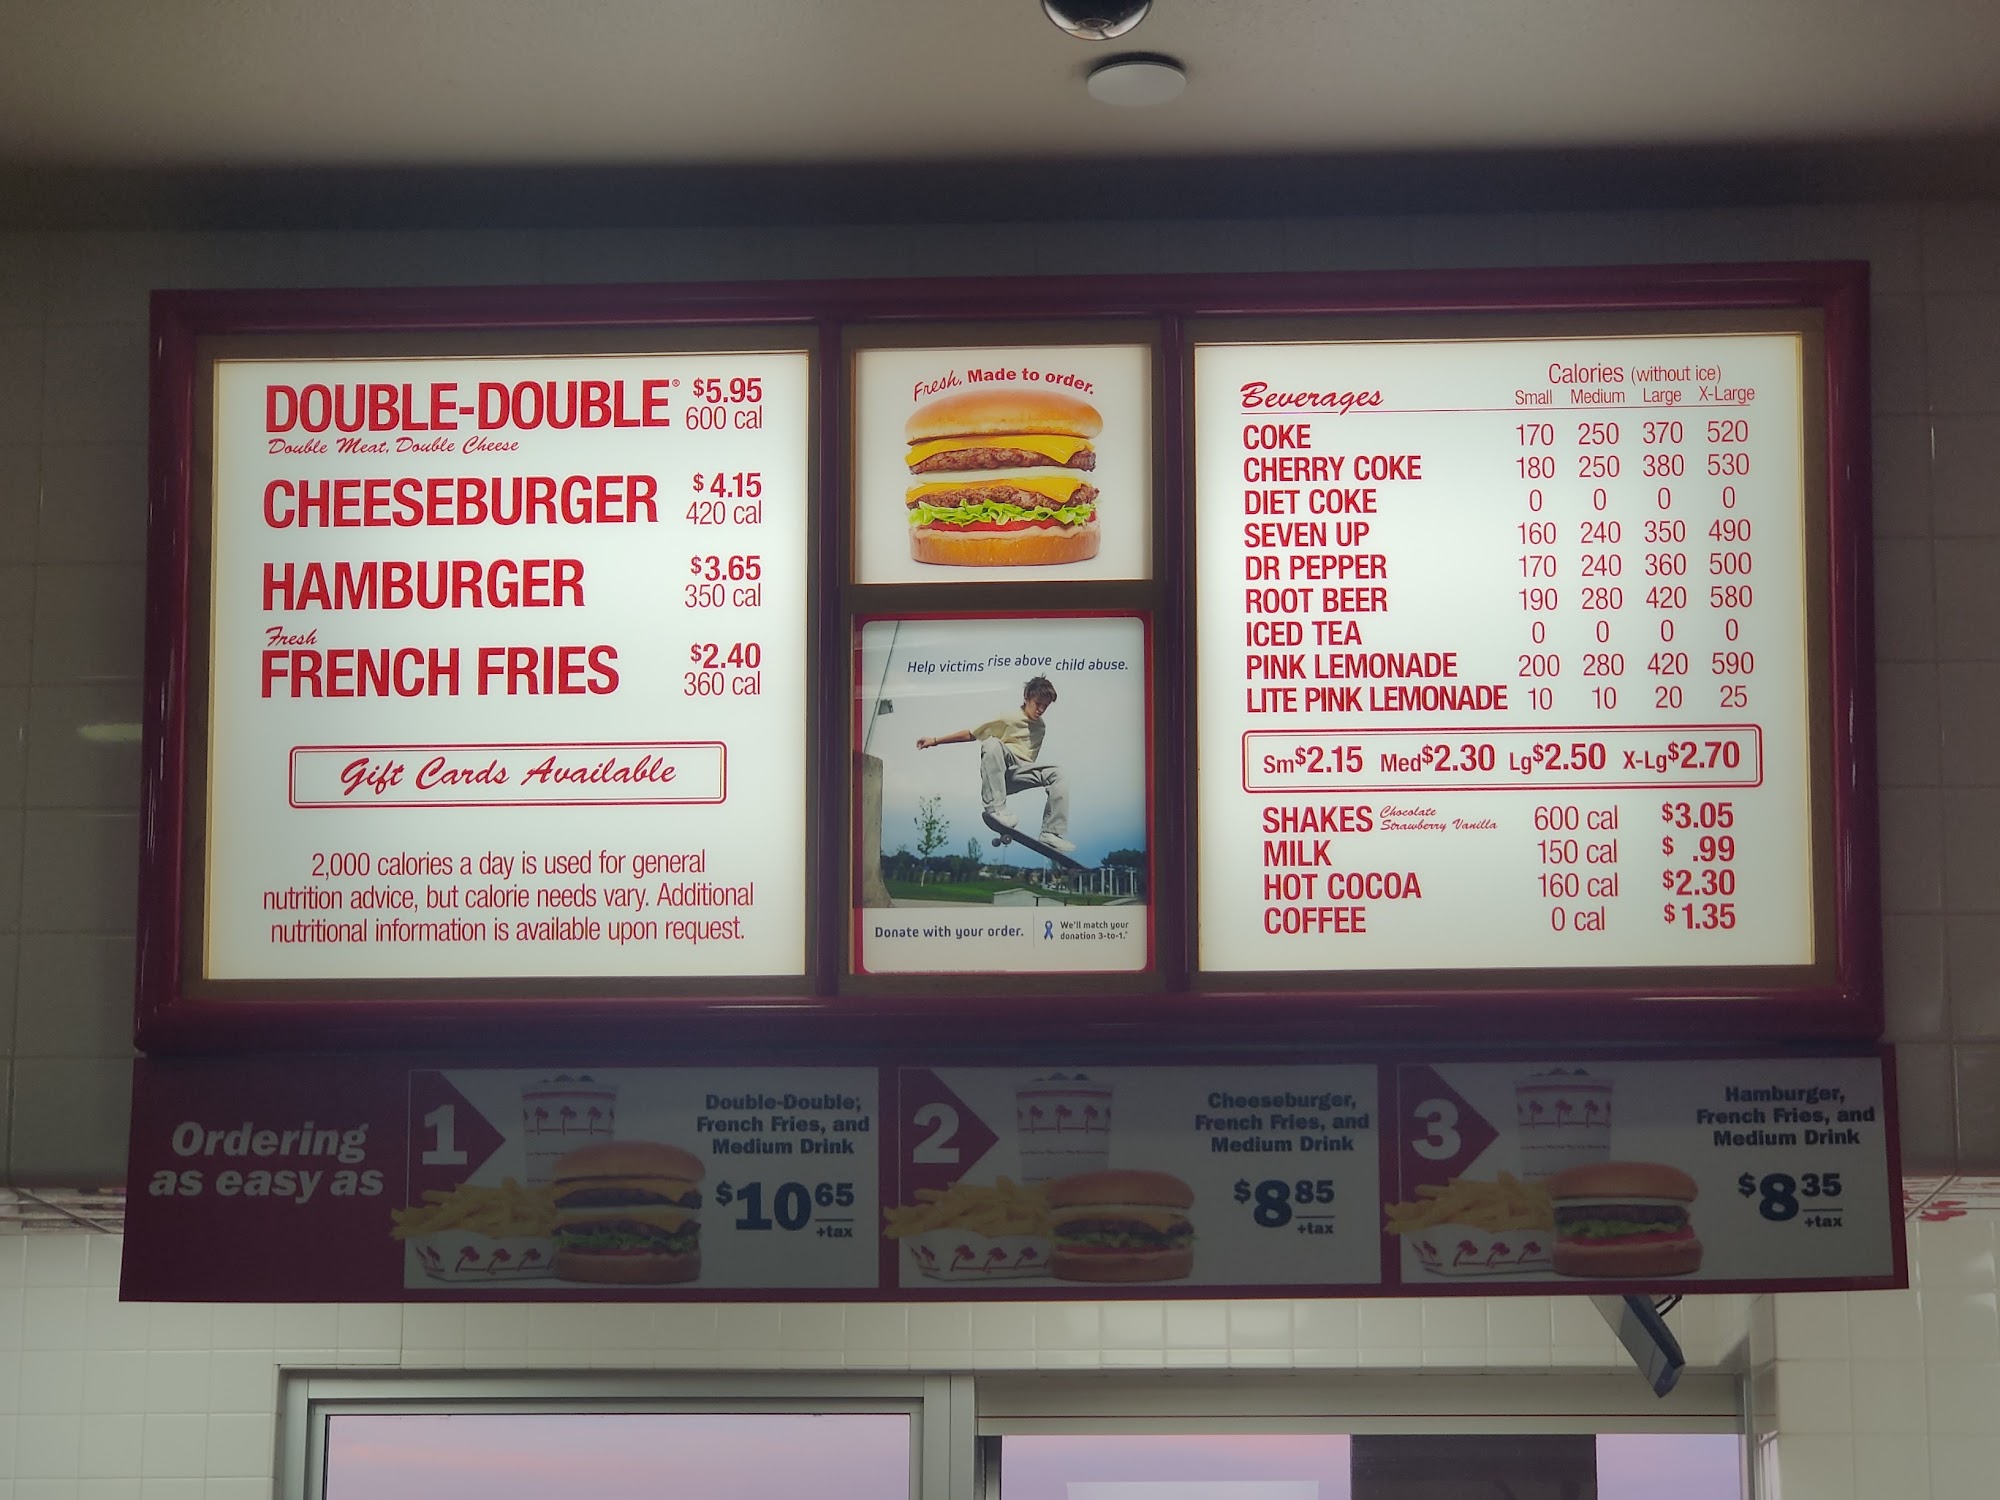 DOUBLE-DOUBLE® $5.95
600 cal
Double Meat, Double Cheese
CHEESEBURGER $4.15
420 cal
HAMBURGER $3.65
350 cal
Fresh
FRENCH FRIES $2.40
360 cal
Gift Cards Available
2,000 calories a day is used for general
nutrition advice, but calorie needs vary. Additional
nutritional information is available upon request.
Fresh. Made to order.
Help victims rise above child abuse.
Donate with your order.
We'll match your
donation 3-to-1.*
Beverages
Calories (without ice)
Small Medium Large X-Large
COKE 170 250 370 520
CHERRY COKE 180 250 380 530
DIET COKE 0 0 0 0
SEVEN UP 160 240 350 490
DR PEPPER 170 240 360 500
ROOT BEER 190 280 420 580
ICED TEA 0 0 0 0
PINK LEMONADE 200 280 420 590
LITE PINK LEMONADE 10 10 20 25
Sm$2.15 Med$2.30 Lg$2.50 X-Lg$2.70
SHAKES Chocolate Strawberry Vanilla 600 cal $3.05
MILK 150 cal $ .99
HOT COCOA 160 cal $2.30
COFFEE 0 cal $1.35
Ordering
as easy as
1
Double-Double,
French Fries, and
Medium Drink
$10 65
+tax
2
Cheeseburger,
French Fries, and
Medium Drink
$8 85
+tax
3
Hamburger,
French Fries, and
Medium Drink
$8 35
+tax